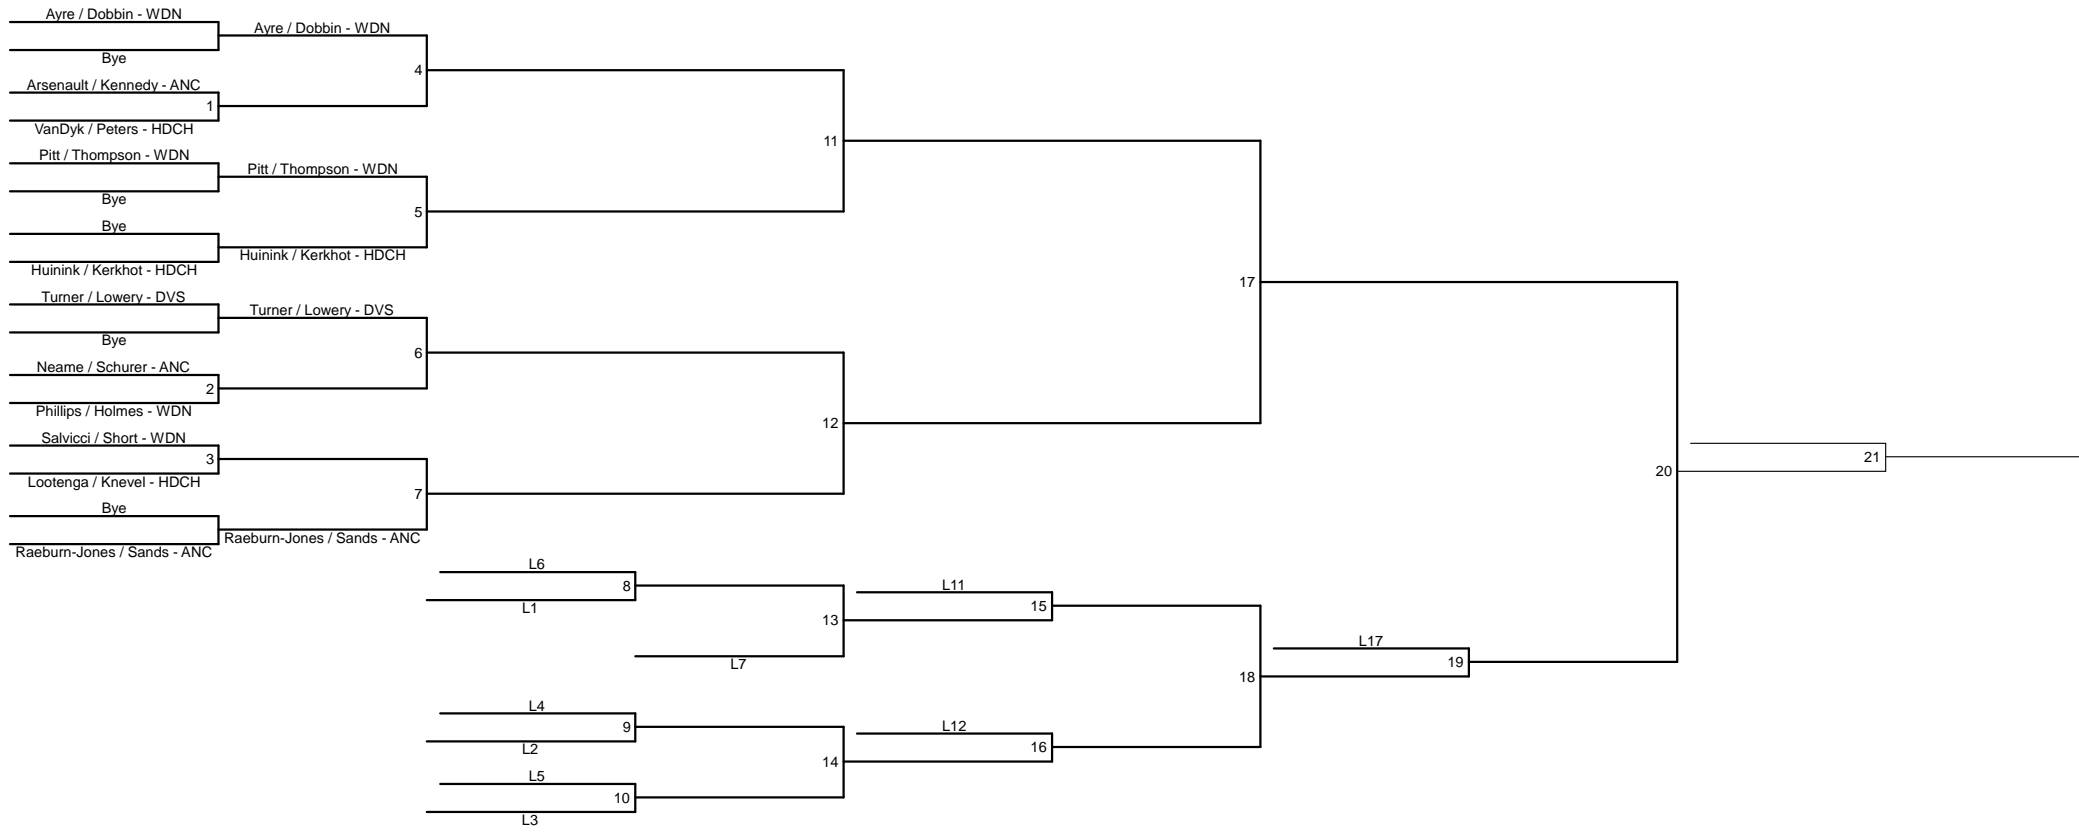 Ayre / Dobbin - WDN
Ayre / Dobbin - WDN
Bye
4
Arsenault / Kennedy - ANC
1
VanDyk / Peters - HDCH
11
Pitt / Thompson - WDN
Pitt / Thompson - WDN
Bye
5
Bye
Huinink / Kerkhot - HDCH
Huinink / Kerkhot - HDCH
17
Turner / Lowery - DVS
Turner / Lowery - DVS
Bye
6
Neame / Schurer - ANC
2
Phillips / Holmes - WDN
12
Salvicci / Short - WDN
3
Lootenga / Knevel - HDCH
7
Bye
Raeburn-Jones / Sands - ANC
Raeburn-Jones / Sands - ANC
20
21
L6
8
L1
L11
15
13
L7
L17
19
18
L4
9
L2
L12
16
14
L5
10
L3